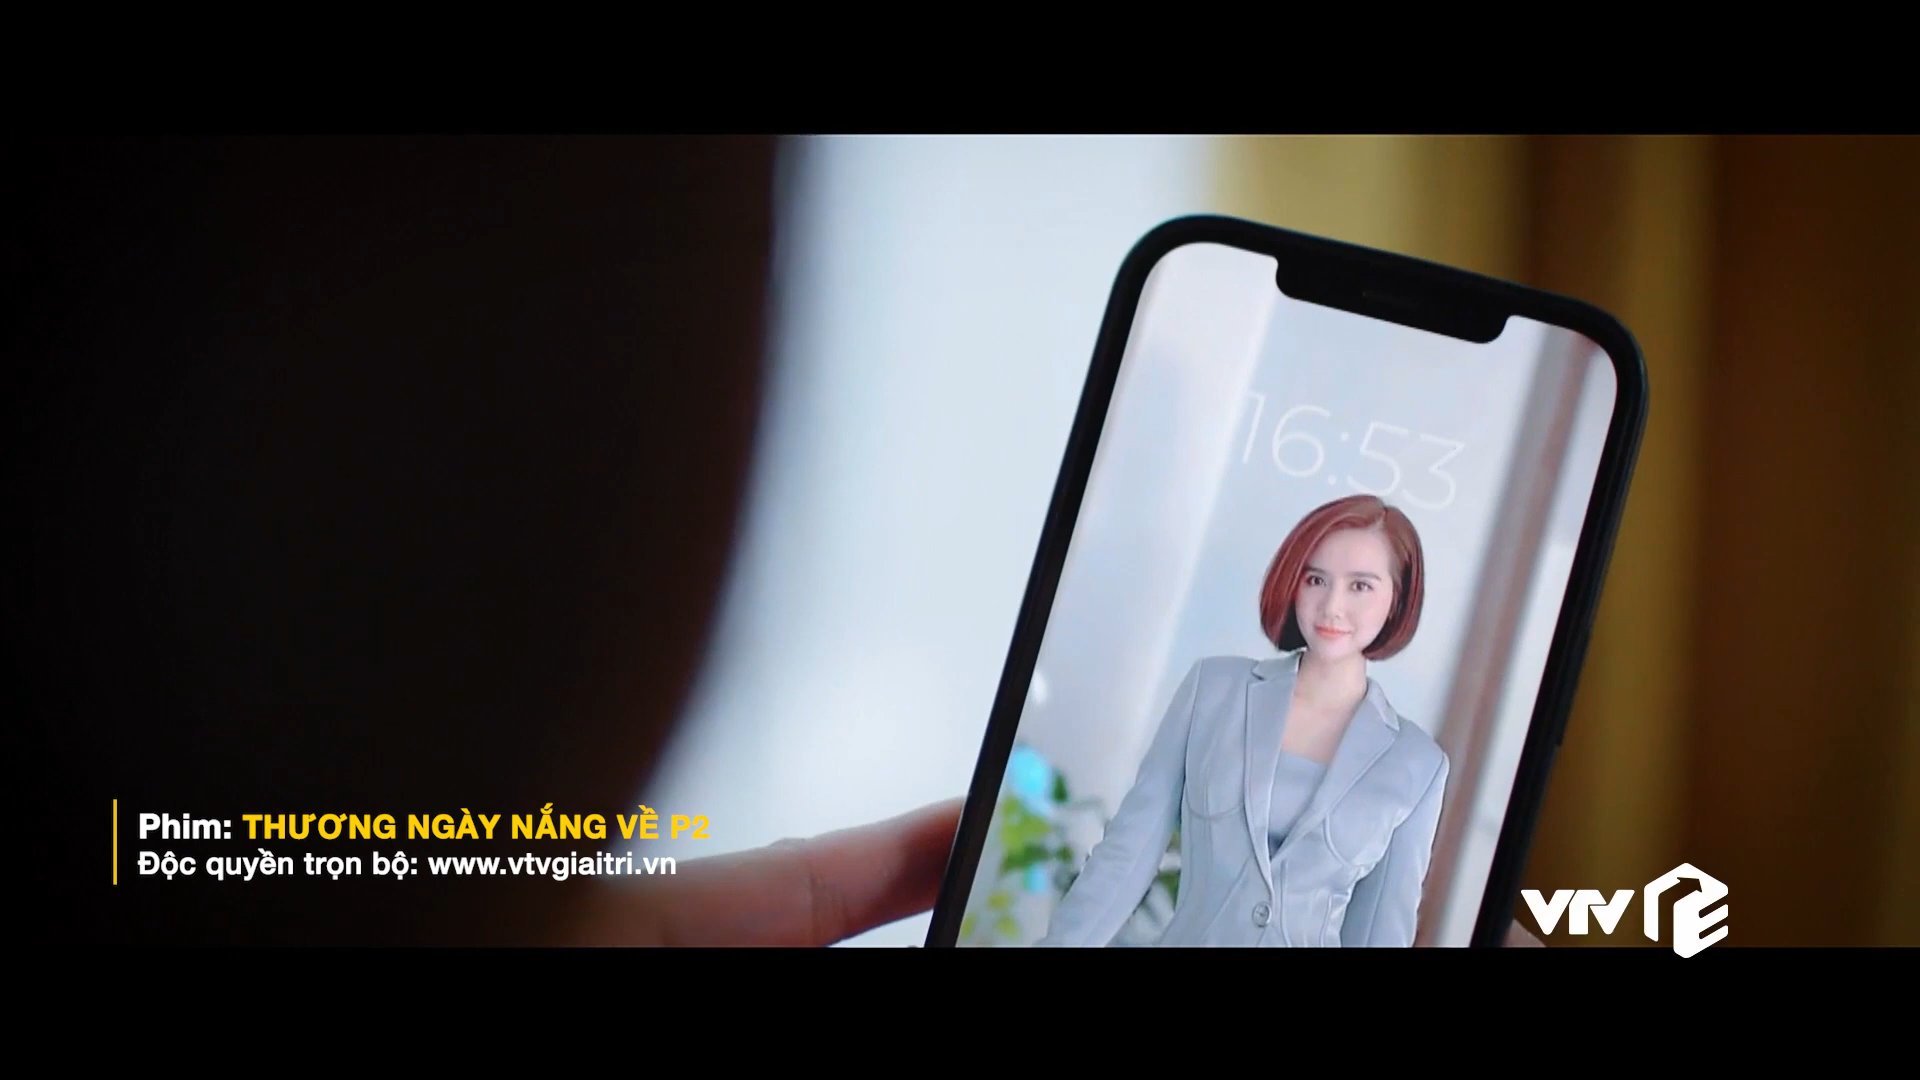 16:53
Phim: THƯƠNG NGÀY NẮNG VỀ P2
Độc quyền trọn bộ: www.vtvgiaitri.vn
VTV